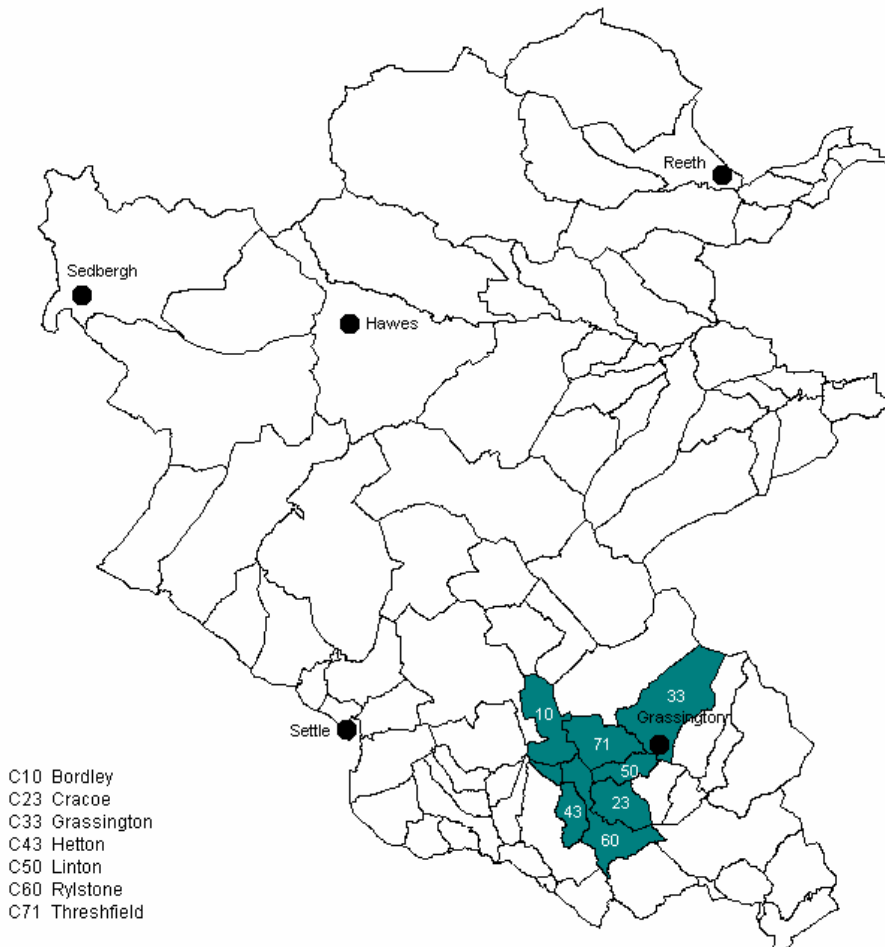 Reeth
Sedbergh
Hawes
33
10
Grassington
Settle
71
50
C10 Bordley
C23 Cracoe
23
43
C33 Grassington
60
C43 Hetton
C50 Linton
C60 Rylstone
C71 Threshfield